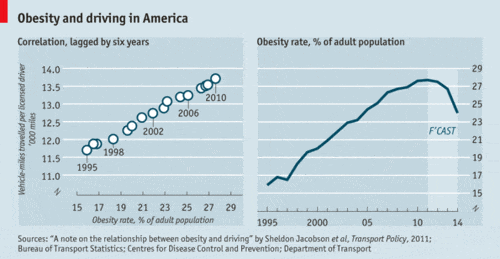 Obesity and driving in America
Correlation, lagged by six years
Vehicle-miles travelled per licensed driver
'000 miles
14.0
13.5
13.0
12.5
12.0
11.5
11.0
1995
1998
2002
2006
2010
15 17 19 21 23 25 27 29
Obesity rate, % of adult population
Obesity rate, % of adult population
F'CAST
29
27
25
23
21
19
17
15
1995 2000 05 10 14
Sources: "A note on the relationship between obesity and driving" by Sheldon Jacobson et al, Transport Policy, 2011;
Bureau of Transport Statistics; Centres for Disease Control and Prevention; Department of Transport